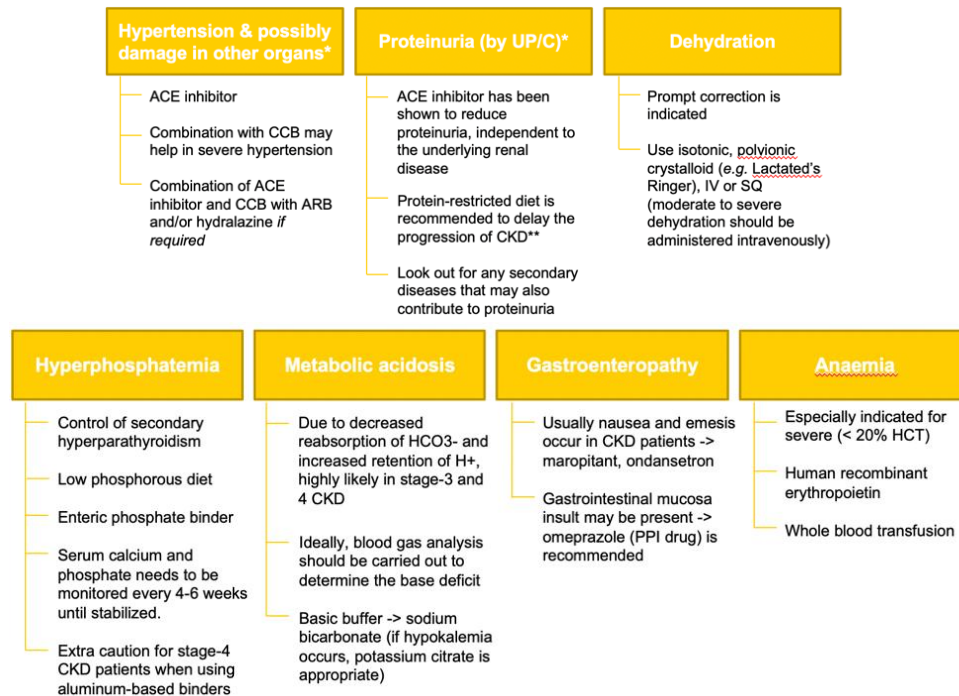 Hypertension & possibly
damage in other organs*
ACE inhibitor
Combination with CCB may
help in severe hypertension
Combination of ACE
inhibitor and CCB with ARB
and/or hydralazine if
required
Proteinuria (by UP/C)*
ACE inhibitor has been
shown to reduce
proteinuria, independent to
the underlying renal
disease
Protein-restricted diet is
recommended to delay the
progression of CKD**
Look out for any secondary
diseases that may also
contribute to proteinuria
Dehydration
Prompt correction is
indicated
Use isotonic, polvionic
crystalloid (e.g. Lactated's
Ringer), IV or SQ
(moderate to severe
dehydration should be
administered intravenously)
Hyperphosphatemia
Control of secondary
hyperparathyroidism
Low phosphorous diet
Enteric phosphate binder
Serum calcium and
phosphate needs to be
monitored every 4-6 weeks
until stabilized.
Extra caution for stage-4
CKD patients when using
aluminum-based binders
Metabolic acidosis
Due to decreased
reabsorption of HCO3- and
increased retention of H+,
highly likely in stage-3 and
4 CKD
Ideally, blood gas analysis
should be carried out to
determine the base deficit
Basic buffer -> sodium
bicarbonate (if hypokalemia
occurs, potassium citrate is
appropriate)
Gastroenteropathy
Usually nausea and emesis
occur in CKD patients ->
maropitant, ondansetron
Gastrointestinal mucosa
insult may be present ->
omeprazole (PPI drug) is
recommended
Anaemia
Especially indicated for
severe (< 20% HCT)
Human recombinant
erythropoietin
Whole blood transfusion